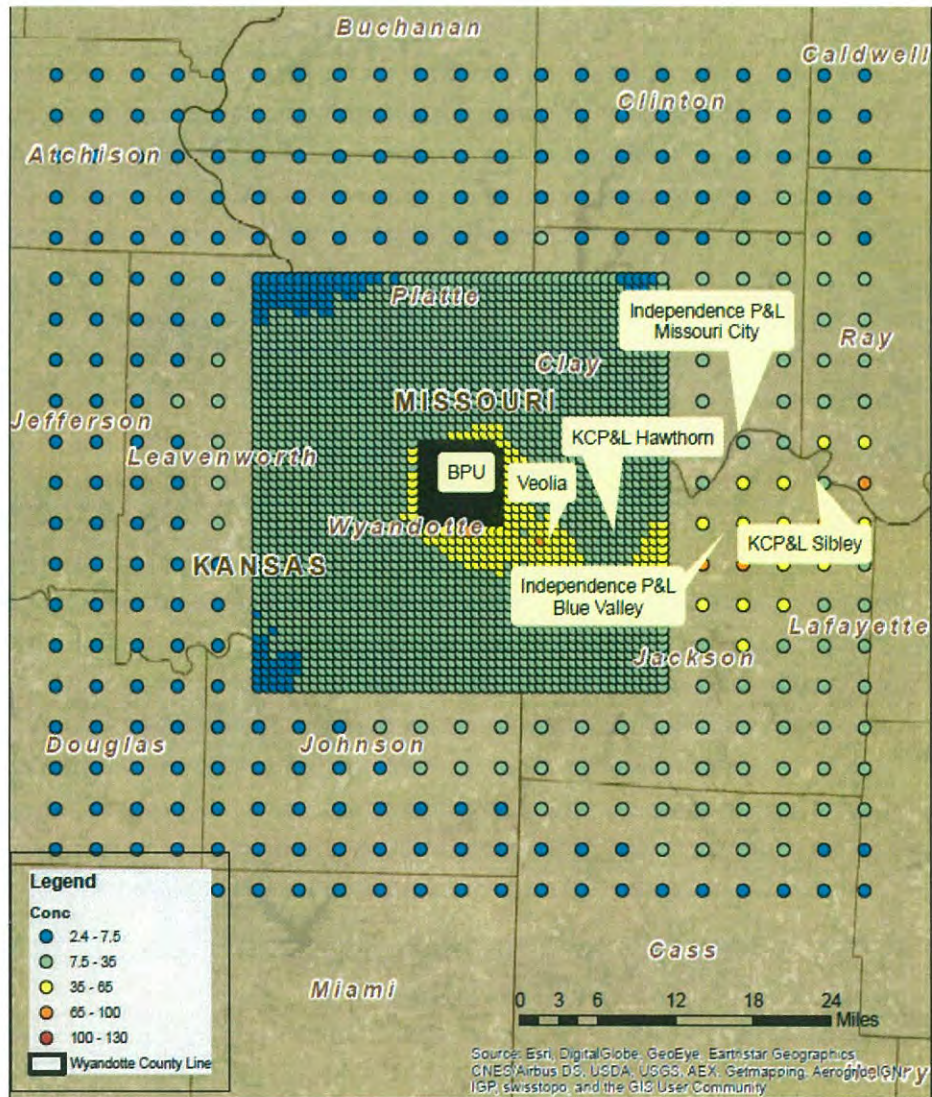 Buchanan
Caldwell
Clinton
Atchison
Platte
Independence P&L
Missouri City
Ray
Clay
MISSOURI
Jefferson
KCP&L Hawthorn
Leavenworth
BPU
Veolia
Wyandotte
KCP&L Sibley
KANSAS
Independence P&L
Blue Valley
Lafayette
Jackson
Douglas
Johnson
Legend
Conc
2.4 - 7.5
7.5 - 35
35 - 65
65 - 100
100 - 130
Wyandotte County Line
Cass
Miami
0 3 6 12 18 24
Miles
Source: Esri, DigitalGlobe, GeoEye, Earthstar Geographics,
CNES/Airbus DS, USDA, USGS, AEX, Getmapping,
IGP, swisstopo, and the GIS User Community